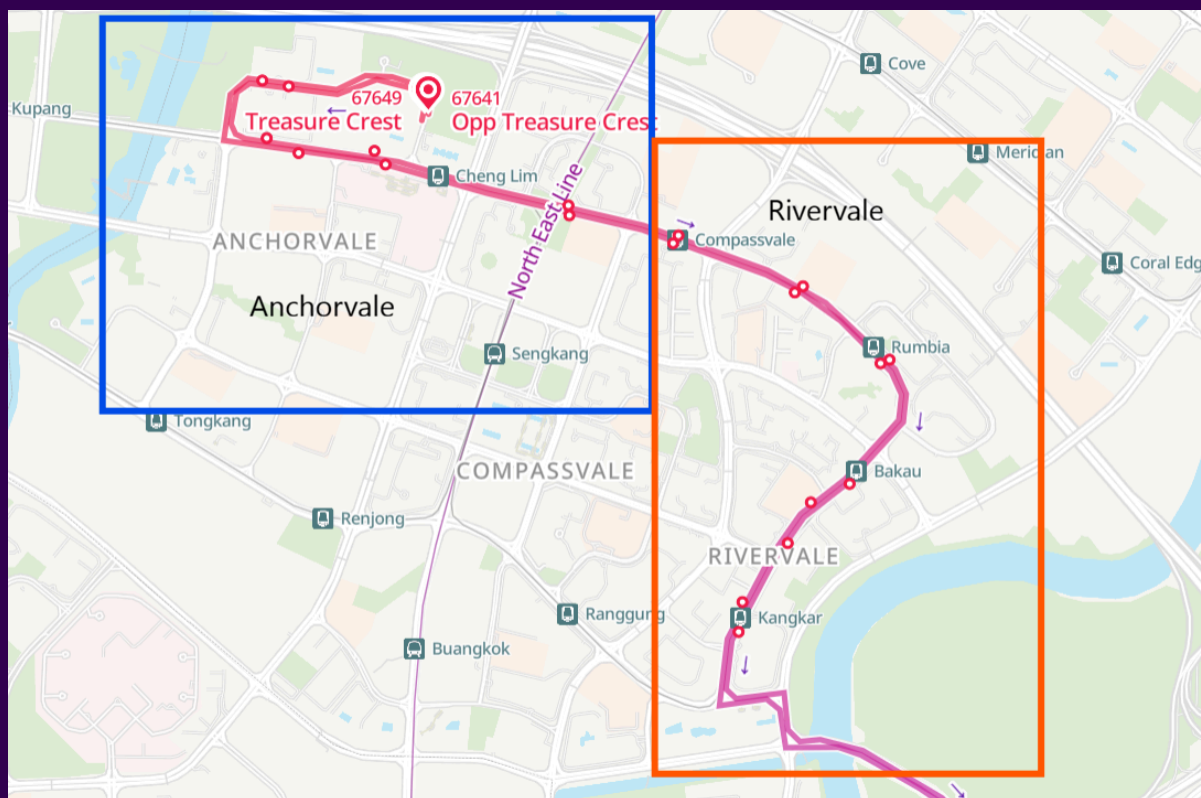 Cove
Kupang
67649
67641
Treasure Crest
Opp Treasure Crest
Meridian
Cheng Lim
North East Line
Rivervale
ANCHORVALE
Compassvale
Coral Edg
Anchorvale
Sengkang
Rumbia
Tongkang
COMPASSVALE
Bakau
Renjong
RIVERVALE
Ranggung
Kangkar
Buangkok